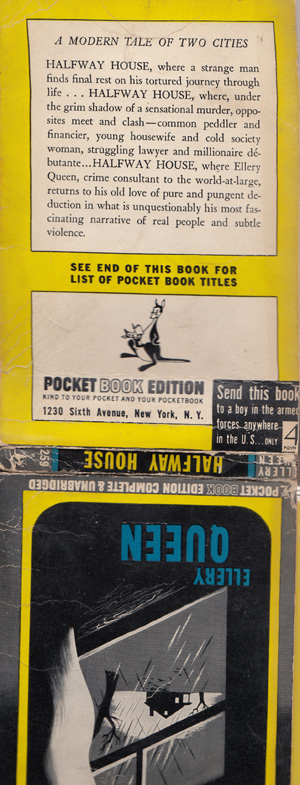 A MODERN TALE OF TWO CITIES
HALFWAY HOUSE, where a strange man
finds final rest on his tortured journey through
life . . . HALFWAY HOUSE, where, under
the grim shadow of a sensational murder, oppo-
sites meet and clash—common peddler and
financier, young housewife and cold society
woman, struggling lawyer and millionaire dé-
butante...HALFWAY HOUSE, where Ellery
Queen, crime consultant to the world-at-large,
returns to his old love of pure and pungent de-
duction in what is unquestionably his most fas-
cinating narrative of real people and subtle
violence.
SEE END OF THIS BOOK FOR
LIST OF POCKET BOOK TITLES
POCKET BOOK EDITION
KIND TO YOUR POCKET AND YOUR POCKETBOOK
1230 Sixth Avenue, New York, N. Y.
Send this book
to a boy in the armed
forces anywhere
in the U S...ONLY 4
259
HALFWAY HOUSE
ELLERY
QUEEN
POCKET BOOK EDITION COMPLETE & UNABRIDGED
ELLERY
QUEEN